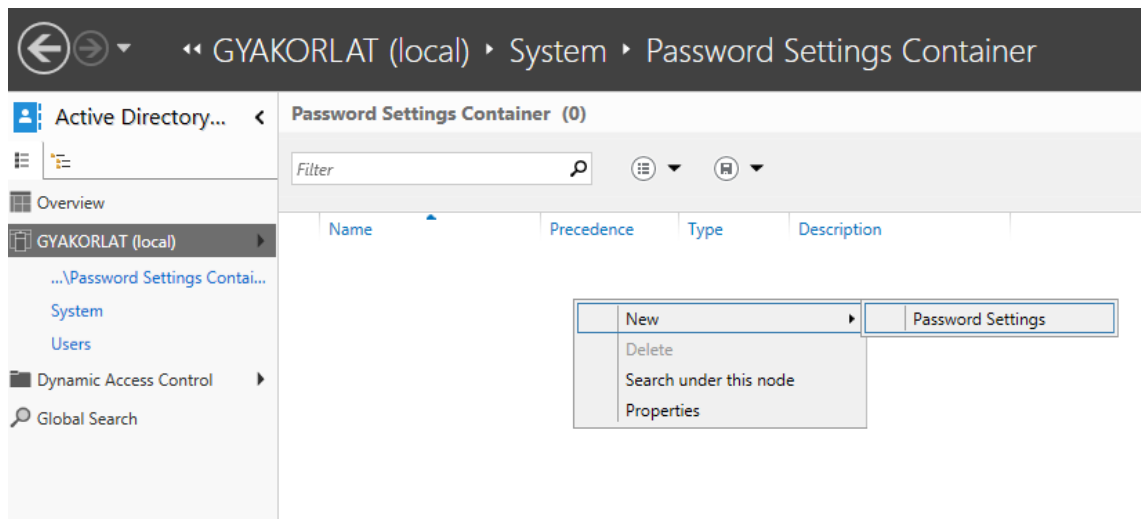 GYAKORLAT (local) ‣ System ‣ Password Settings Container
Active Directory...
Overview
GYAKORLAT (local)
...\Password Settings Contai...
System
Users
Dynamic Access Control
Global Search
Password Settings Container (0)
Filter
Name Precedence Type Description
New
Password Settings
Delete
Search under this node
Properties